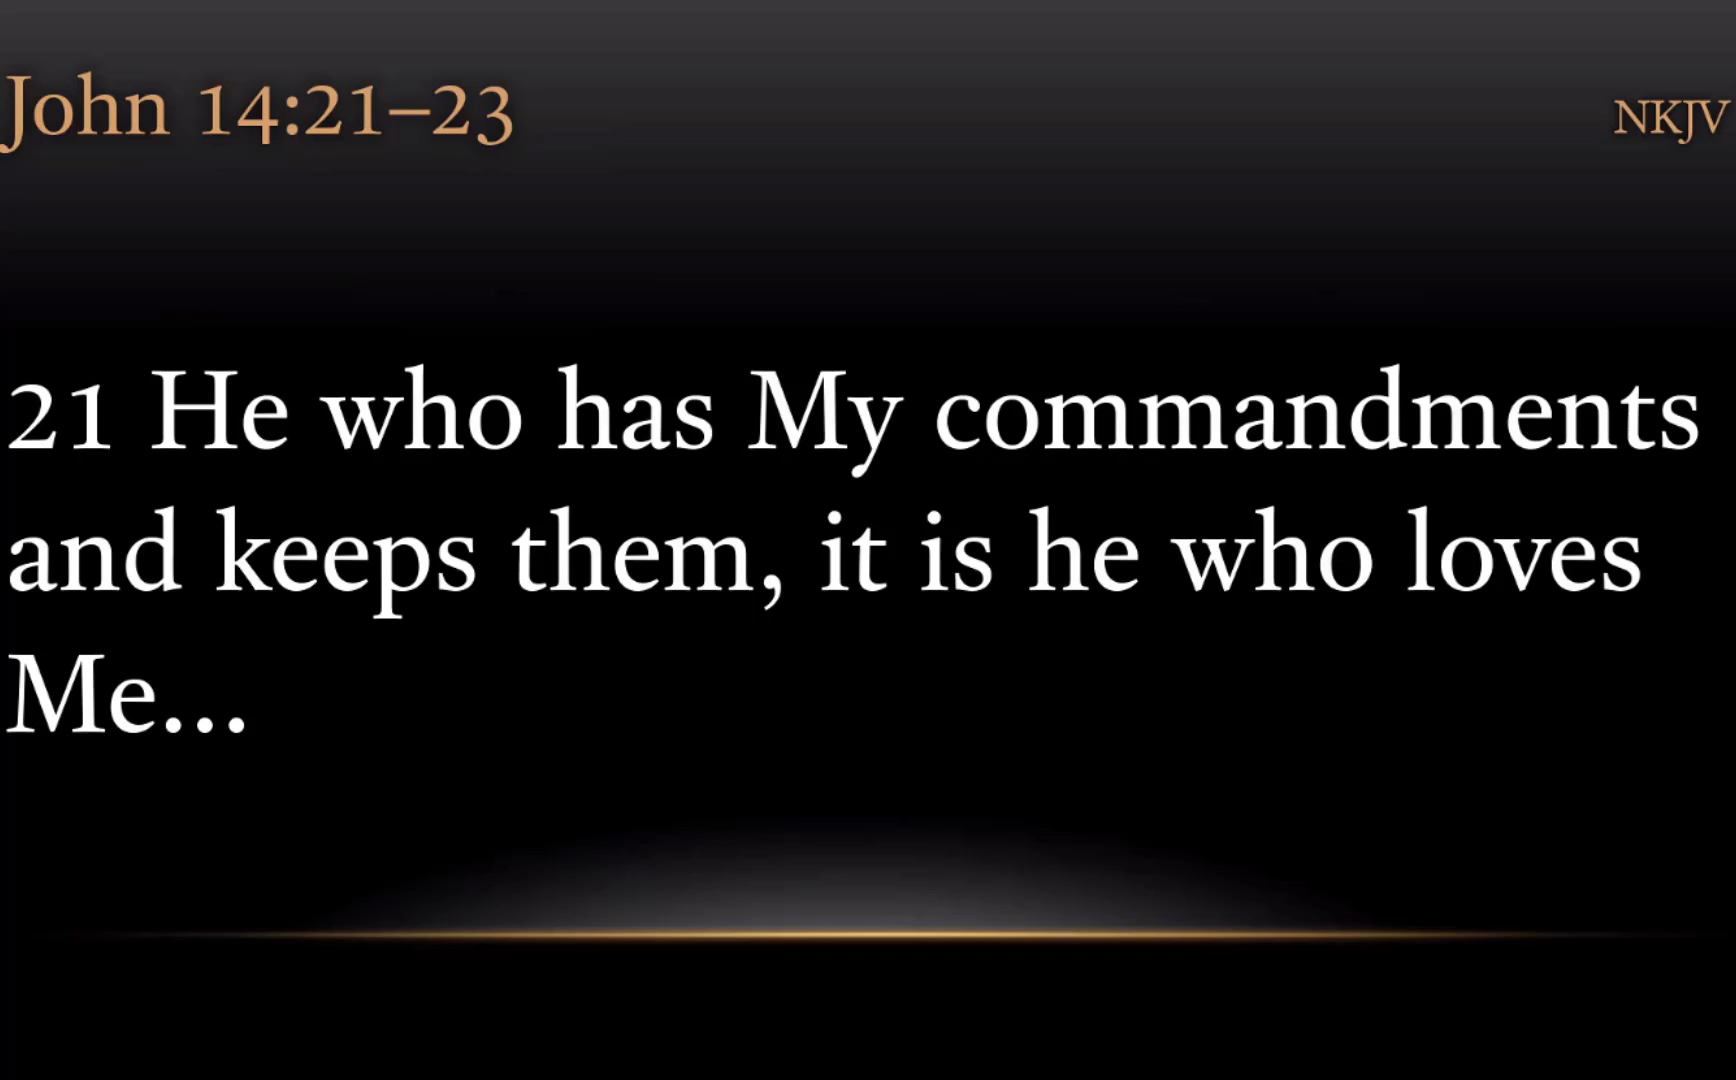 John 14:21–23
NKJV
21 He who has My commandments
and keeps them, it is he who loves
Me...